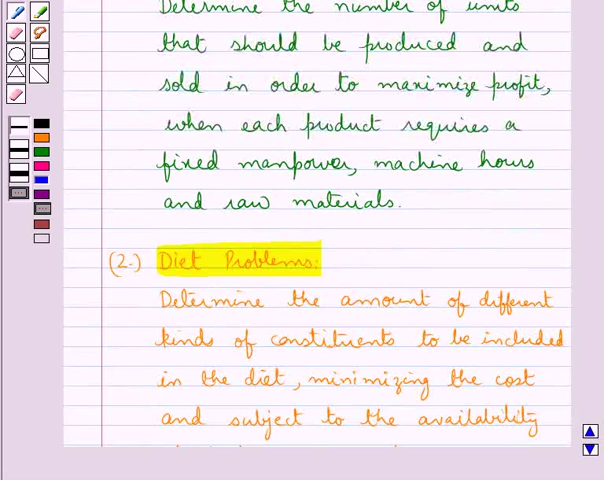 Determine the number of units
that should be produced and
sold in order to maximize profit,
when each product requires a
fixed manpower, machine hours
and raw materials.
(2.) Diet Problems:
Determine the amount of different
kinds of constituents to be included
in the diet, minimizing the cost
and subject to the availability